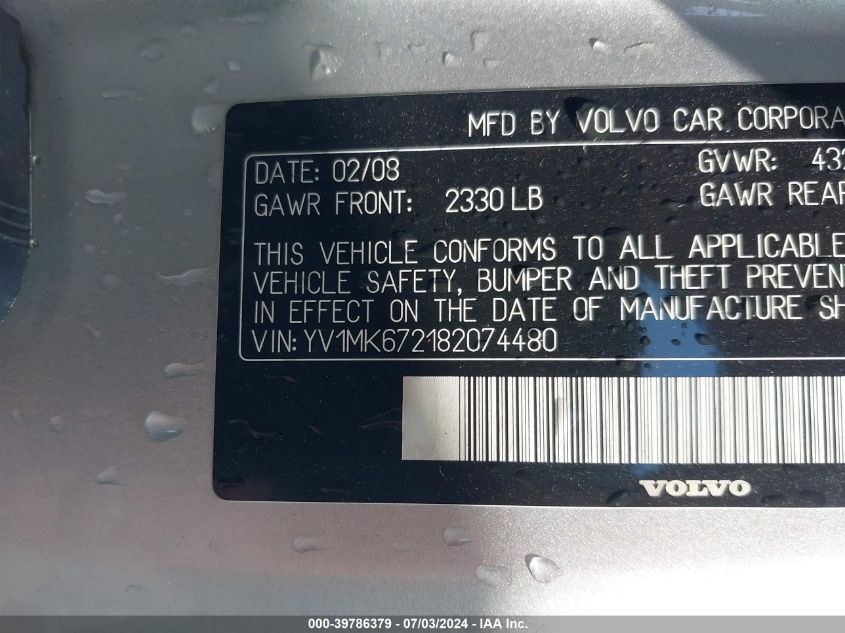 MFD BY VOLVO CAR CORPORA
DATE: 02/08 GVWR: 432
GAWR FRONT: 2330 LB GAWR REAR
THIS VEHICLE CONFORMS TO ALL APPLICABLE
VEHICLE SAFETY, BUMPER AND THEFT PREVENT
IN EFFECT ON THE DATE OF MANUFACTURE SH
VIN: YV1MK672182074480
VOLVO
000-39786379 / 07/03/2024 - IAA Inc.